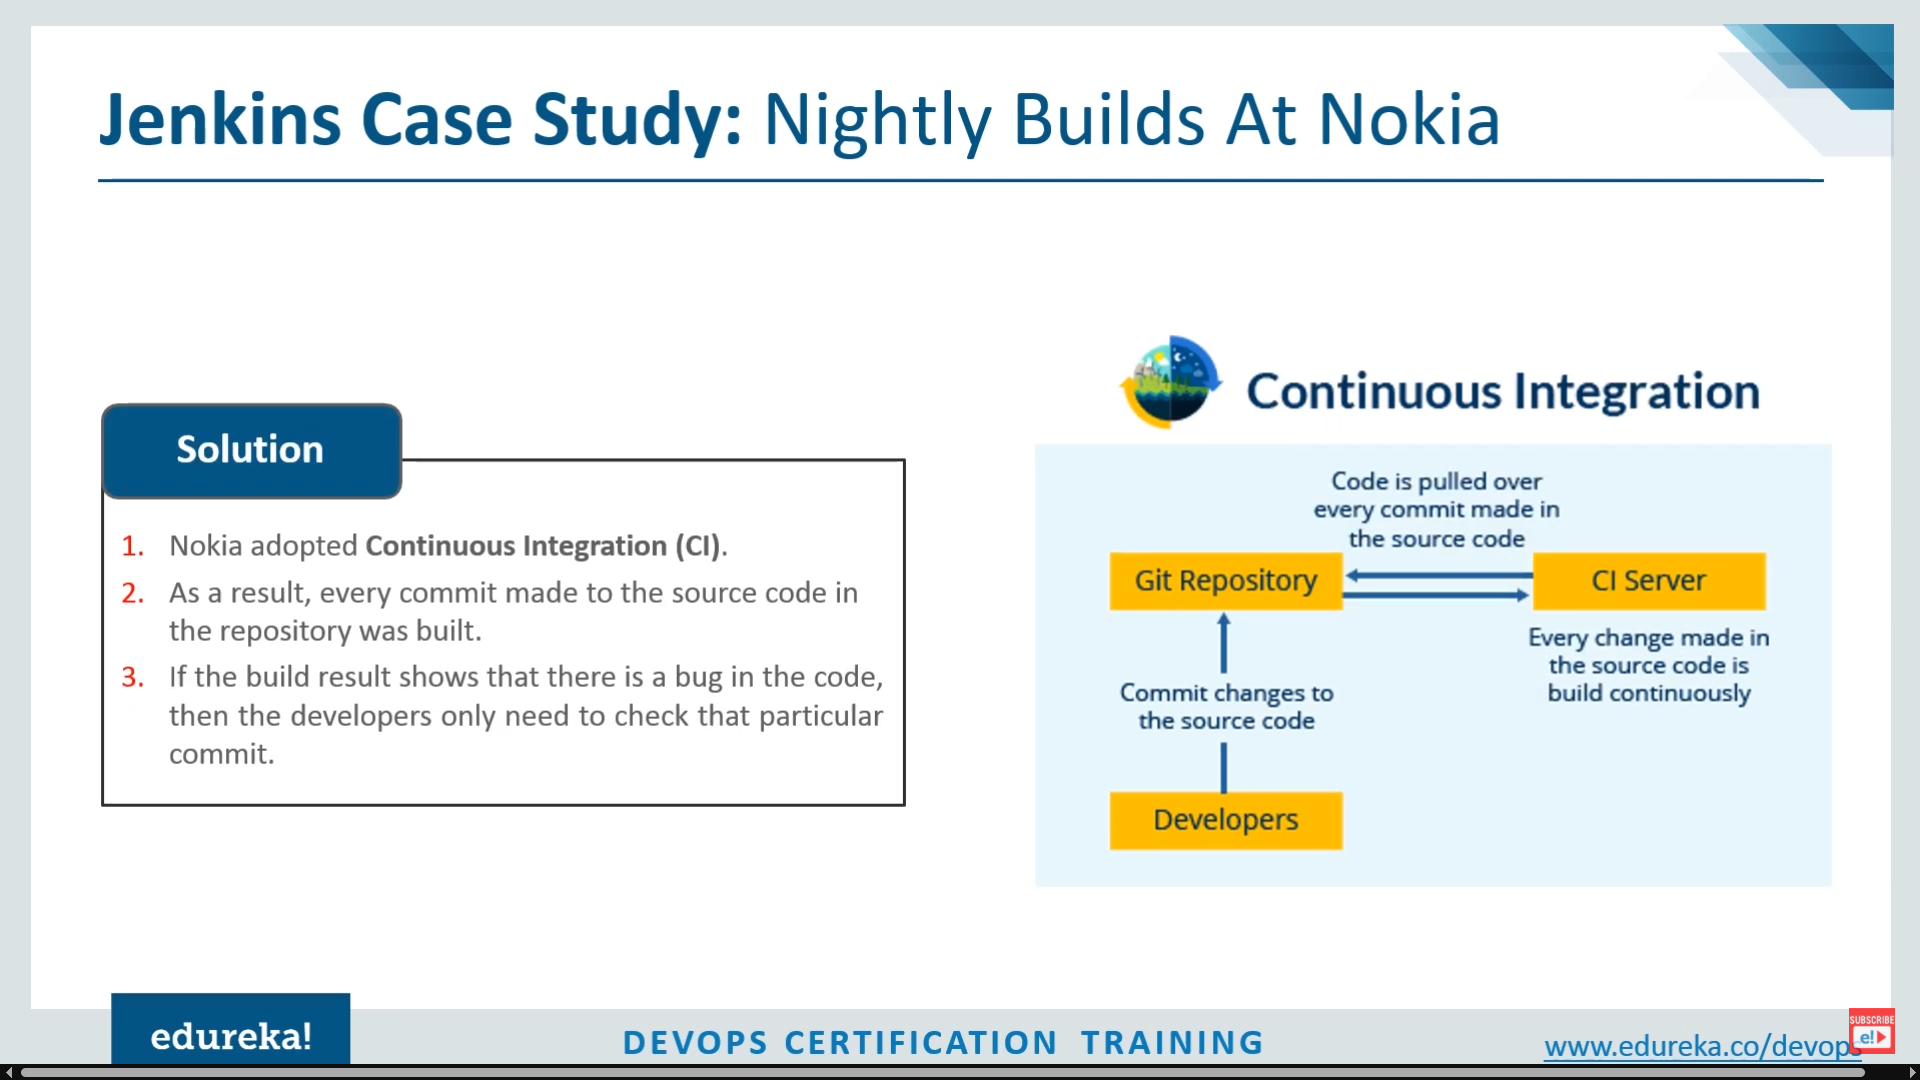 Jenkins Case Study: Nightly Builds At Nokia
Solution
1. Nokia adopted Continuous Integration (CI).
2. As a result, every commit made to the source code in
the repository was built.
3. If the build result shows that there is a bug in the code,
then the developers only need to check that particular
commit.
Continuous Integration
Code is pulled over
every commit made in
the source code
Git Repository
CI Server
Every change made in
the source code is
build continuously
Commit changes to
the source code
Developers
edureka!
DEVOPS CERTIFICATION TRAINING
www.edureka.co/devops
SUBSCRIBE
e!